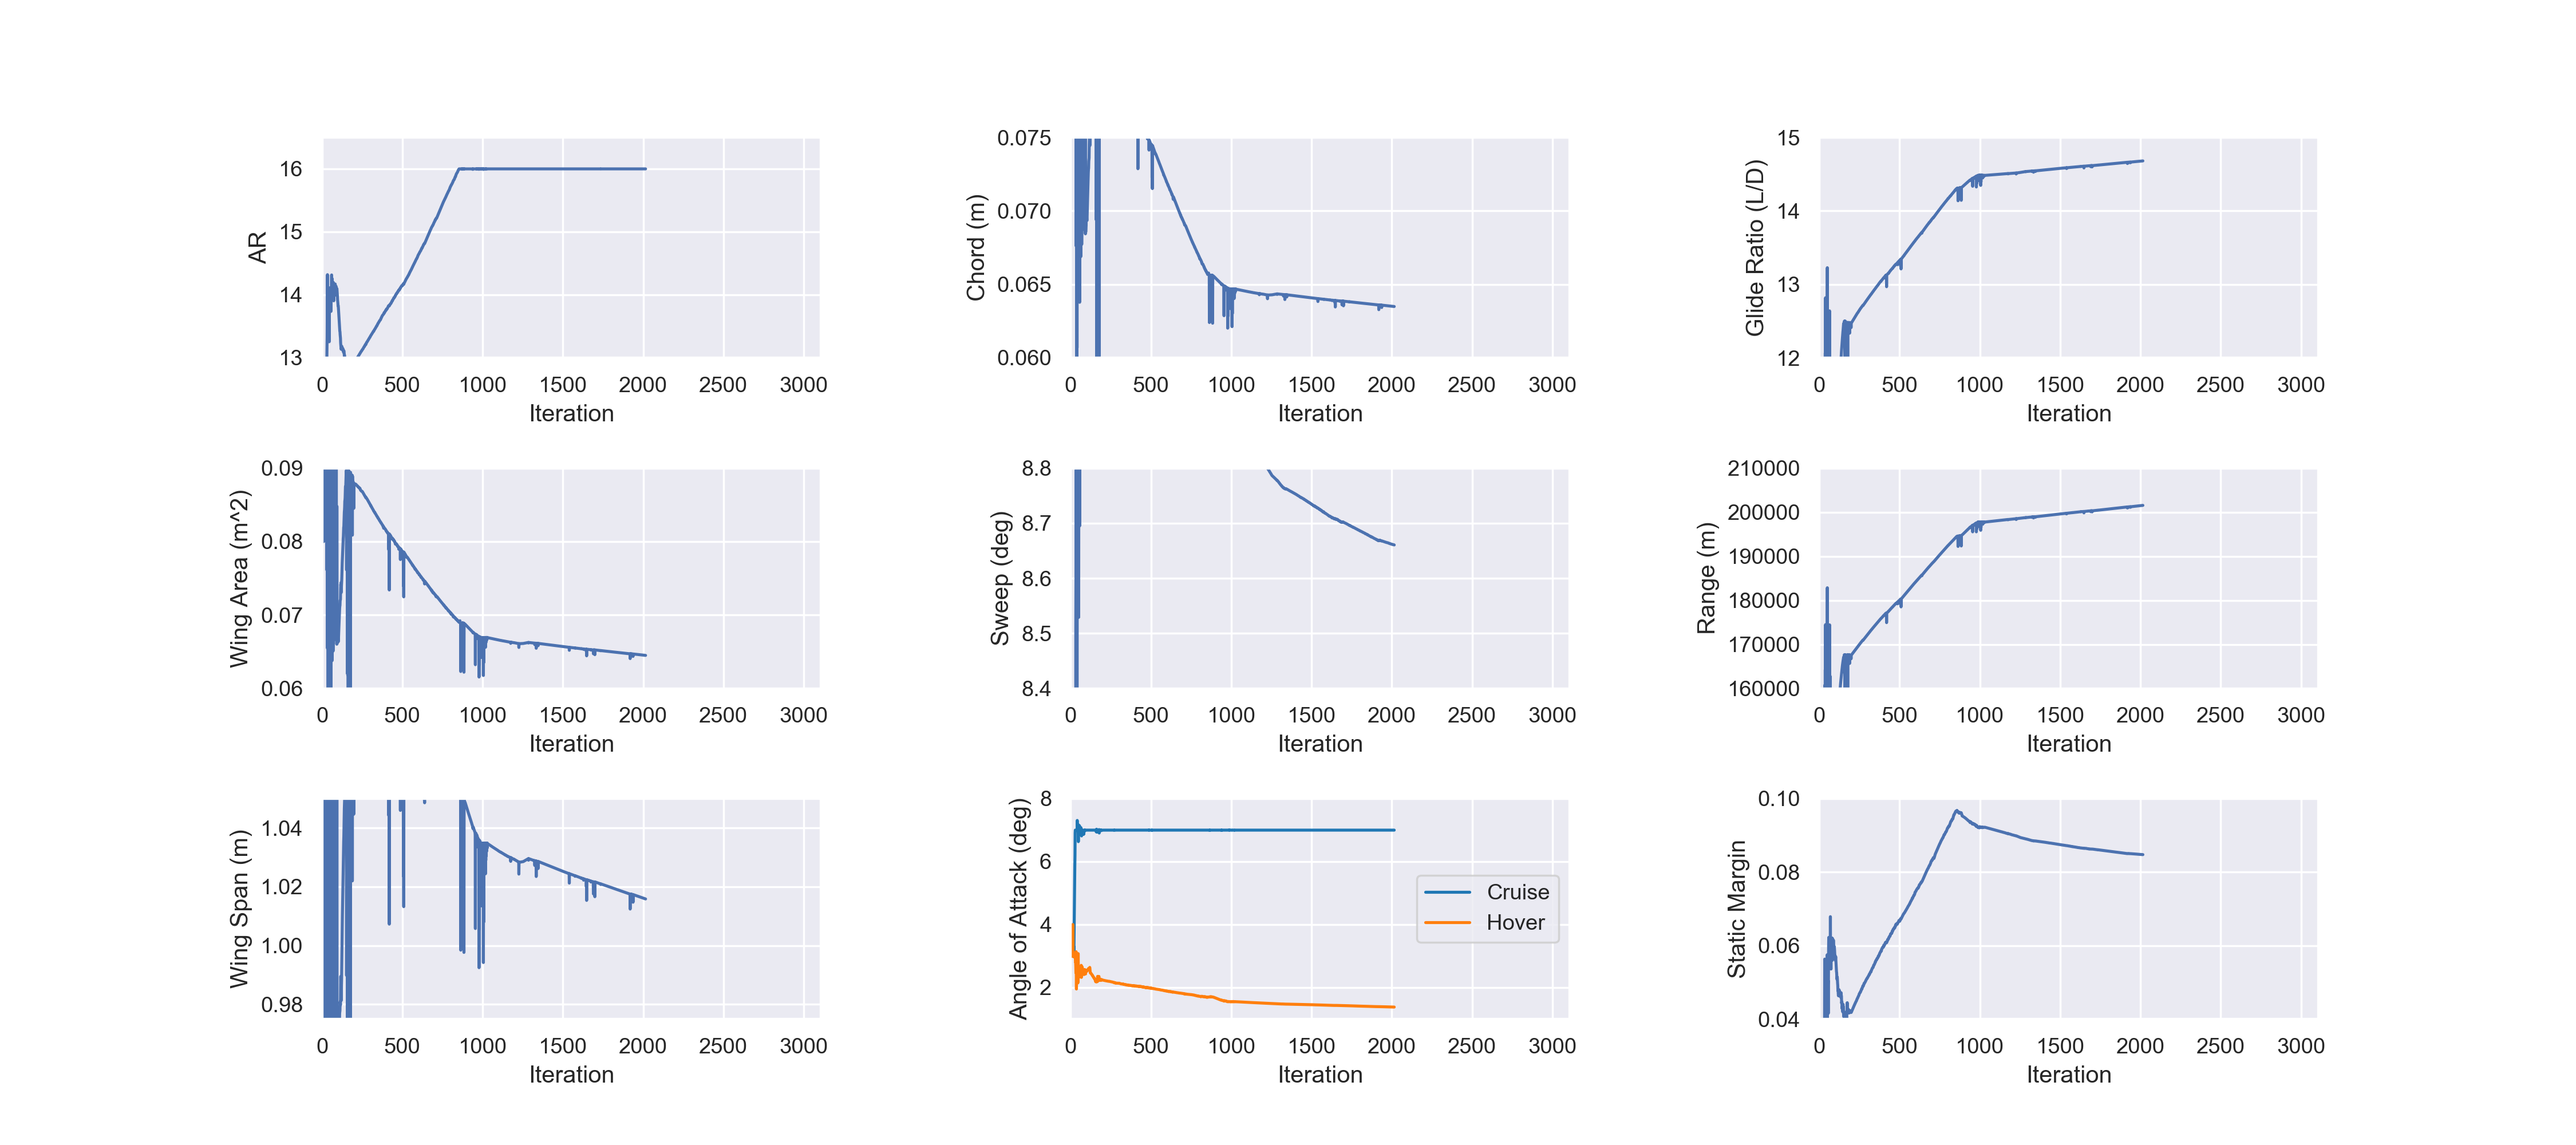 AR
16
15
14
13
0 500 1000 1500 2000 2500 3000
Iteration
Chord (m)
0.075
0.070
0.065
0.060
0 500 1000 1500 2000 2500 3000
Iteration
Glide Ratio (L/D)
15
14
13
12
0 500 1000 1500 2000 2500 3000
Iteration
Wing Area (m^2)
0.09
0.08
0.07
0.06
0 500 1000 1500 2000 2500 3000
Iteration
Sweep (deg)
8.8
8.7
8.6
8.5
8.4
0 500 1000 1500 2000 2500 3000
Iteration
Range (m)
210000
200000
190000
180000
170000
160000
0 500 1000 1500 2000 2500 3000
Iteration
Wing Span (m)
1.04
1.02
1.00
0.98
0 500 1000 1500 2000 2500 3000
Iteration
Angle of Attack (deg)
8
6
4
2
Cruise
Hover
0 500 1000 1500 2000 2500 3000
Iteration
Static Margin
0.10
0.08
0.06
0.04
0 500 1000 1500 2000 2500 3000
Iteration